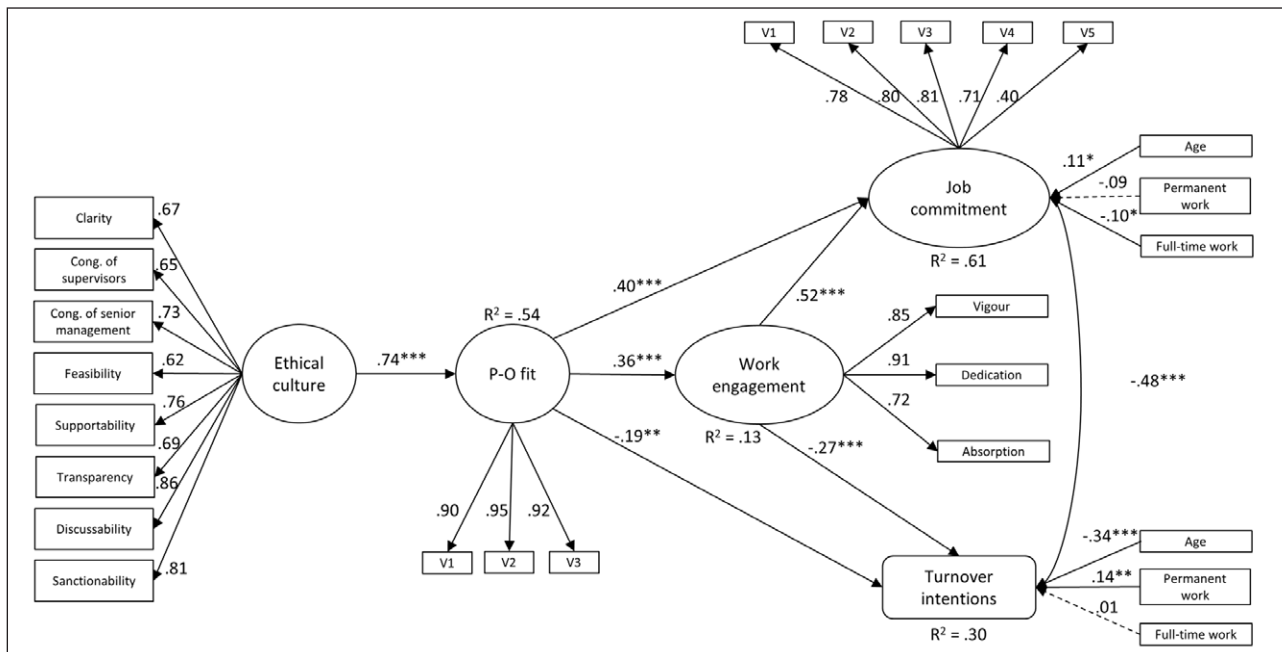 V1
V2
V3
V4
V5
.78
.80
.81
.71
.40
Job
commitment
R² = .61
.11*
Age
-.09
Permanent
work
-.10*
Full-time work
Clarity
.67
Cong. of
supervisors
.65
Cong. of senior
management
.73
Feasibility
.62
Supportability
.76
Transparency
.69
Discussability
.86
Sanctionability
.81
Ethical
culture
.74***
R² = .54
P-O fit
.90
.95
.92
V1
V2
V3
.40***
.36***
-.19**
Work
engagement
R² = .13
.52***
-.27***
.85
Vigour
.91
Dedication
.72
Absorption
-.48***
Turnover
intentions
R² = .30
-.34***
Age
.14**
Permanent
work
.01
Full-time work